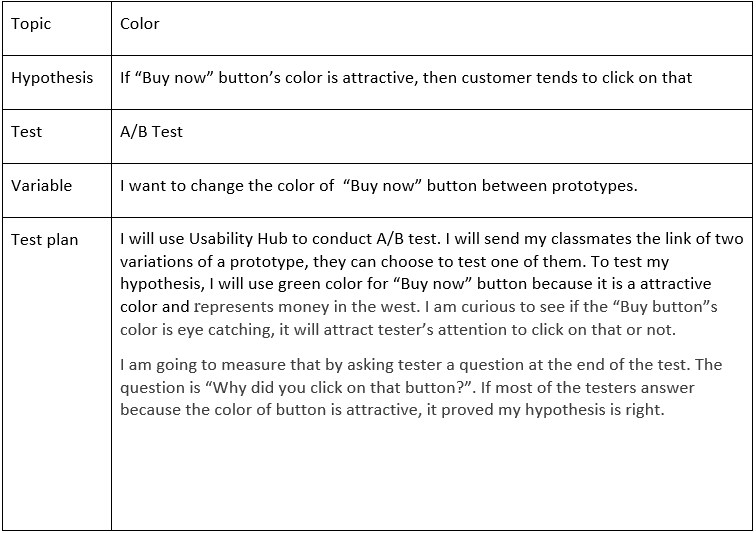 Topic
Color
Hypothesis
If “Buy now” button’s color is attractive, then customer tends to click on that
Test
A/B Test
Variable
I want to change the color of  “Buy now” button between prototypes.
Test plan
I will use Usability Hub to conduct A/B test. I will send my classmates the link of two
variations of a prototype, they can choose to test one of them. To test my
hypothesis, I will use green color for “Buy now” button because it is a attractive
color and represents money in the west. I am curious to see if the “Buy button”s
color is eye catching, it will attract tester’s attention to click on that or not.
I am going to measure that by asking tester a question at the end of the test. The
question is “Why did you click on that button?”. If most of the testers answer
because the color of button is attractive, it proved my hypothesis is right.